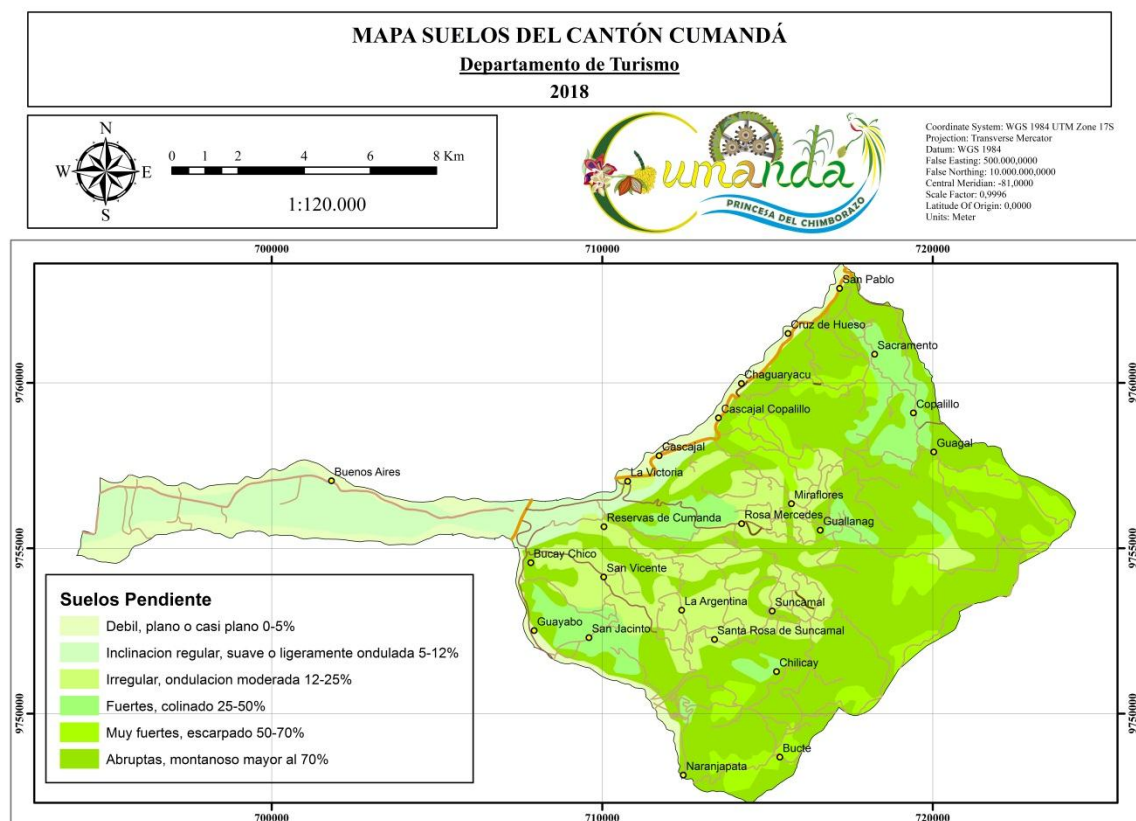 MAPA SUELOS DEL CANTÓN CUMANDÁ
Departamento de Turismo
2018
N
W E
S
0 1 2 4 6 8 Km
1:120.000
Cumandá
PRINCESA DEL CHIMBORAZO
Coordinate System: WGS 1984 UTM Zone 17S
Projection: Transverse Mercator
Datum: WGS 1984
False Easting: 500.000,0000
False Northing: 10.000.000,0000
Central Meridian: -81,0000
Scale Factor: 0,9996
Latitude Of Origin: 0,0000
Units: Meter
700000 710000 720000
San Pablo
Cruz de Hueso
Sacramento
9760000 9760000
Chaguaryacu
Copalillo
Cascajal Copalillo
Guagal
Cascajal
Buenos Aires
La Victoria
Miraflores
Reservas de Cumanda
Rosa Mercedes
Guallanag
9755000 9755000
Bucay Chico
San Vicente
La Argentina
Suncamal
Guayabo
San Jacinto
Santa Rosa de Suncamal
Chilicay
9750000 9750000
Bucte
Naranjapata
Suelos Pendiente
Debil, plano o casi plano 0-5%
Inclinacion regular, suave o ligeramente ondulada 5-12%
Irregular, ondulacion moderada 12-25%
Fuertes, colinado 25-50%
Muy fuertes, escarpado 50-70%
Abruptas, montanoso mayor al 70%
700000 710000 720000